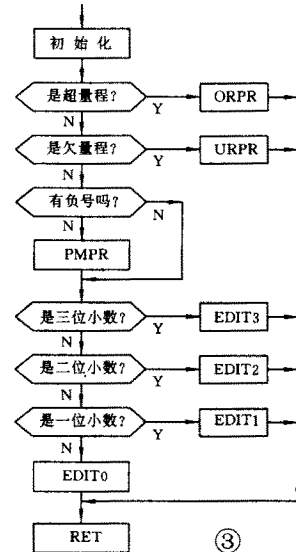 初始化
是超量程?
Y
ORPR
N
是欠量程?
Y
URPR
N
有负号吗?
N
N
PMPR
是三位小数?
Y
EDIT3
N
是二位小数?
Y
EDIT2
N
是一位小数?
Y
EDIT1
N
EDIT0
RET
③